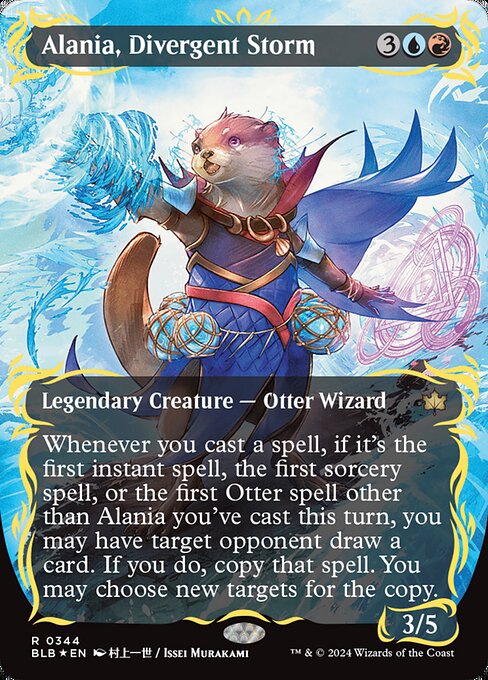 Alania, Divergent Storm 3
Legendary Creature — Otter Wizard
Whenever you cast a spell, if it's the
first instant spell, the first sorcery
spell, or the first Otter spell other
than Alania you've cast this turn, you
may have target opponent draw a
card. If you do, copy that spell. You
may choose new targets for the copy.
3/5
R 0344
BLB ★ EN 村上一世 / Issei Murakami
™ & © 2024 Wizards of the Coast